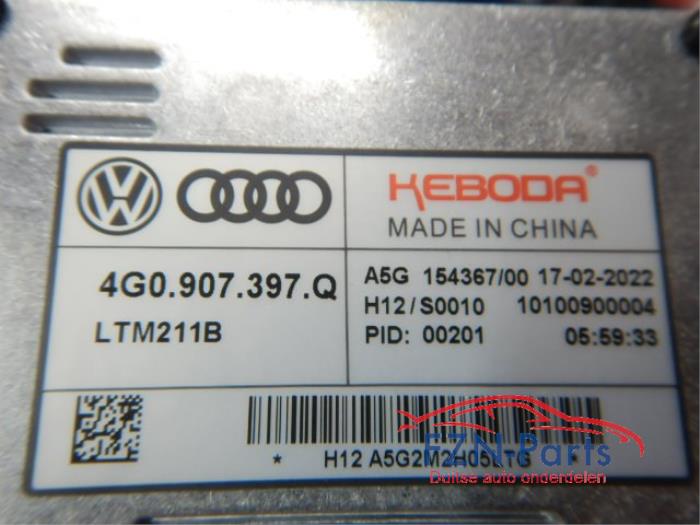 KEBODA®
MADE IN CHINA
4G0.907.397.Q
LTM211B
A5G 154367/00 17-02-2022
H12/S0010 10100900004
PID: 00201 05:59:33
* H12 A5G2M2H05LTG *
FZN Parts
Duitse auto onderdelen